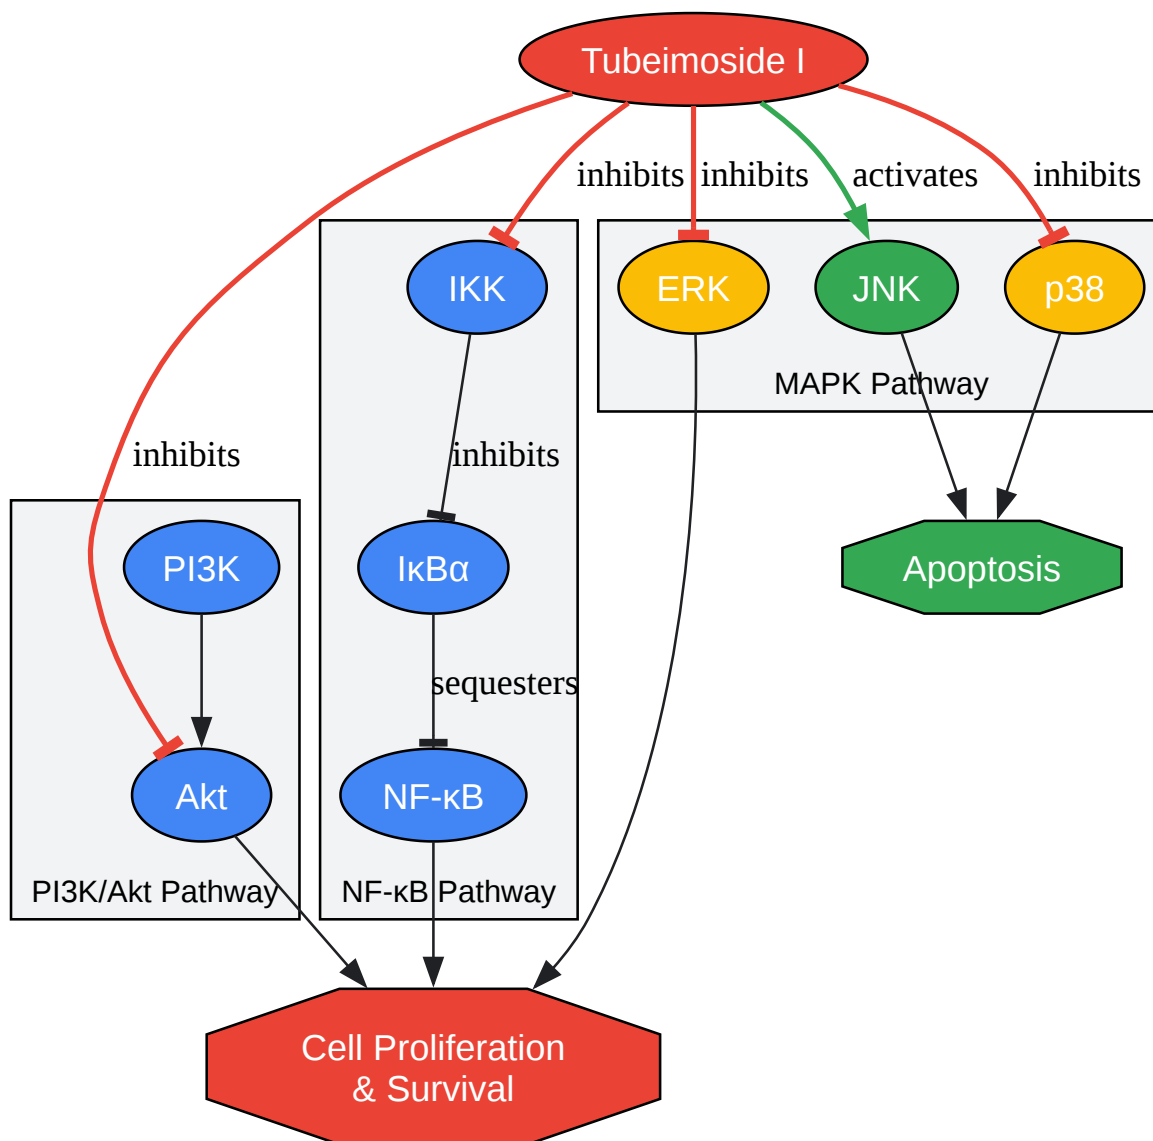 Tubeimoside I
inhibits
inhibits
activates
inhibits
IKK
ERK
JNK
p38
MAPK Pathway
inhibits
inhibits
PI3K
IκBα
Apoptosis
sequesters
Akt
NF-κB
PI3K/Akt Pathway
NF-κB Pathway
Cell Proliferation
& Survival